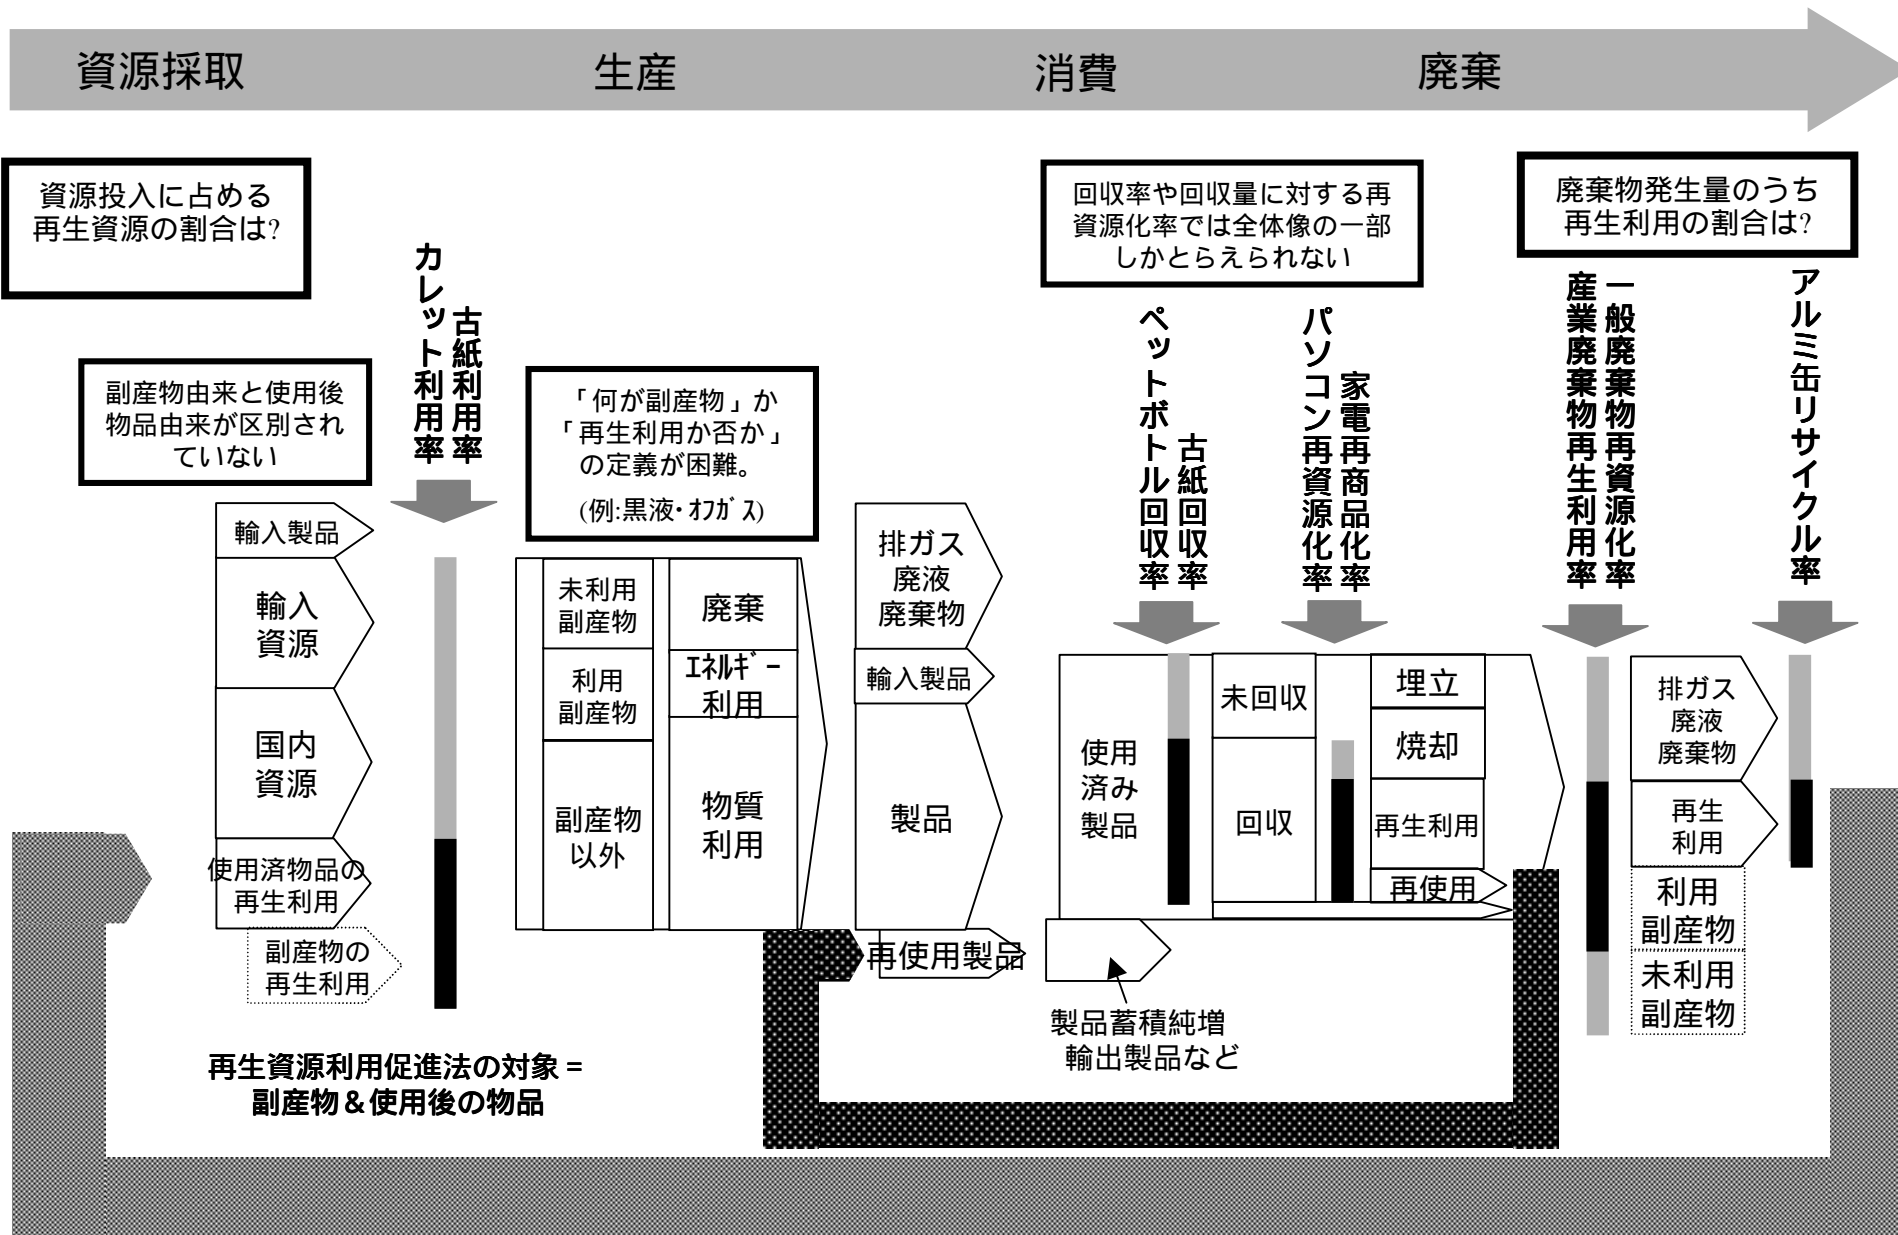 資源採取
生産
消費
廃棄
資源投入に占める
再生資源の割合は?
回収率や回収量に対する再
資源化率では全体像の一部
しかとらえられない
廃棄物発生量のうち
再生利用の割合は?
副産物由来と使用後
物品由来が区別され
ていない
古紙利用率
カレット利用率
「何が副産物」か
「再生利用か否か」
の定義が困難。
(例:黒液・オフガス)
古紙回収率
ペットボトル回収率
家電再商品化率
パソコン再資源化率
一般廃棄物再資源化率
産業廃棄物再生利用率
アルミ缶リサイクル率
輸入製品
輸入
資源
国内
資源
使用済物品の
再生利用
副産物の
再生利用
未利用
副産物
利用
副産物
副産物
以外
廃棄
エネルギー
利用
物質
利用
排ガス
廃液
廃棄物
輸入製品
製品
再使用製品
使用
済み
製品
未回収
回収
埋立
焼却
再生利用
再使用
製品蓄積純増
輸出製品など
排ガス
廃液
廃棄物
再生
利用
利用
副産物
未利用
副産物
再生資源利用促進法の対象=
副産物&使用後の物品